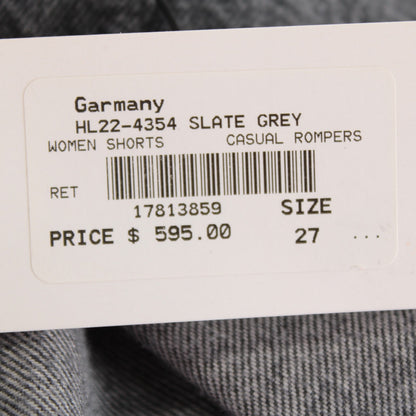 Garmany
HL22-4354 SLATE GREY
WOMEN SHORTS CASUAL ROMPERS
RET
17813859 SIZE
PRICE $ 595.00 27 ...